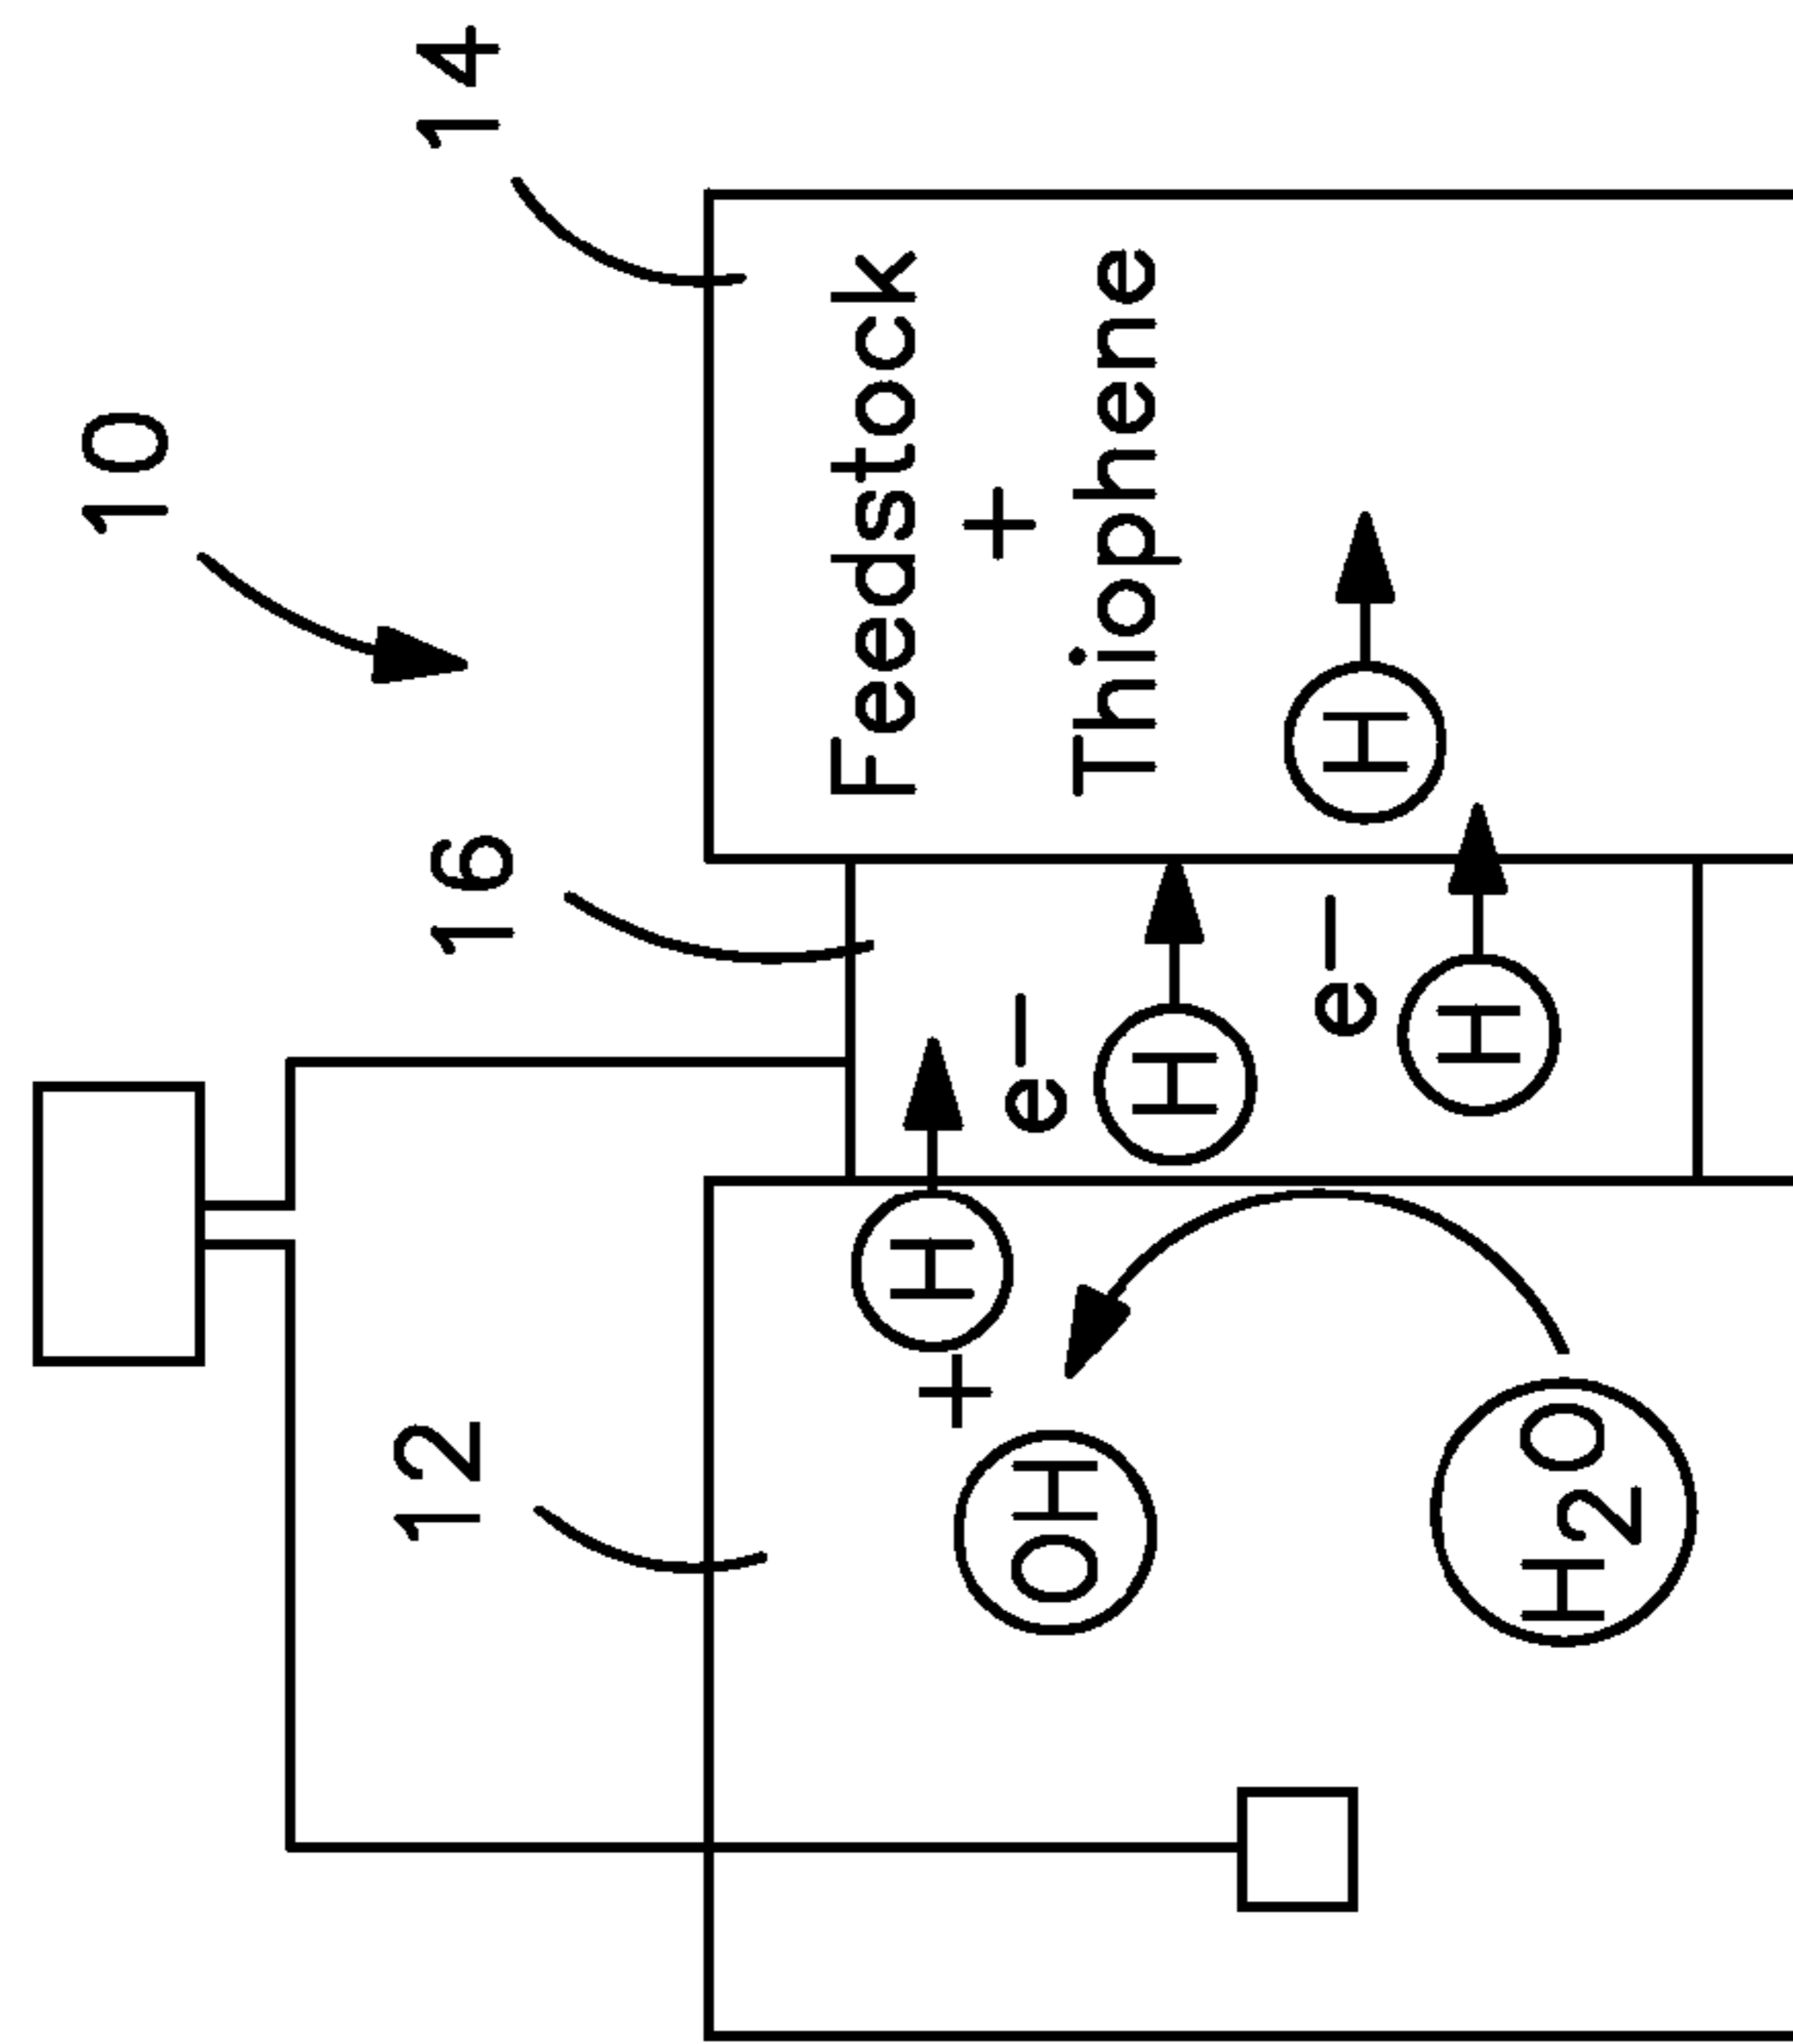 10
12
16
14
Feedstock
+
Thiophene
OH + H
e−
H
e−
H
H
H2O